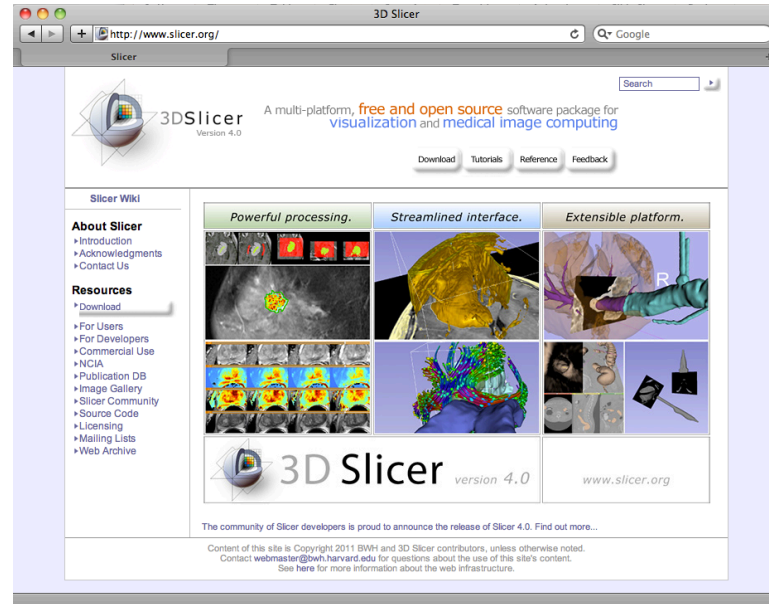 3D Slicer
http://www.slicer.org/
Google
Slicer
Search
3DSlicer
Version 4.0
A multi-platform, free and open source software package for
visualization and medical image computing
Download Tutorials Reference Feedback
Slicer Wiki
About Slicer
Introduction
Acknowledgments
Contact Us
Resources
Download
For Users
For Developers
Commercial Use
NCIA
Publication DB
Image Gallery
Slicer Community
Source Code
Licensing
Mailing Lists
Web Archive
Powerful processing. Streamlined interface. Extensible platform.
R
3D Slicer version 4.0 www.slicer.org
The community of Slicer developers is proud to announce the release of Slicer 4.0. Find out more...
Content of this site is Copyright 2011 BWH and 3D Slicer contributors, unless otherwise noted.
Contact webmaster@bwh.harvard.edu for questions about the use of this site's content.
See here for more information about the web infrastructure.